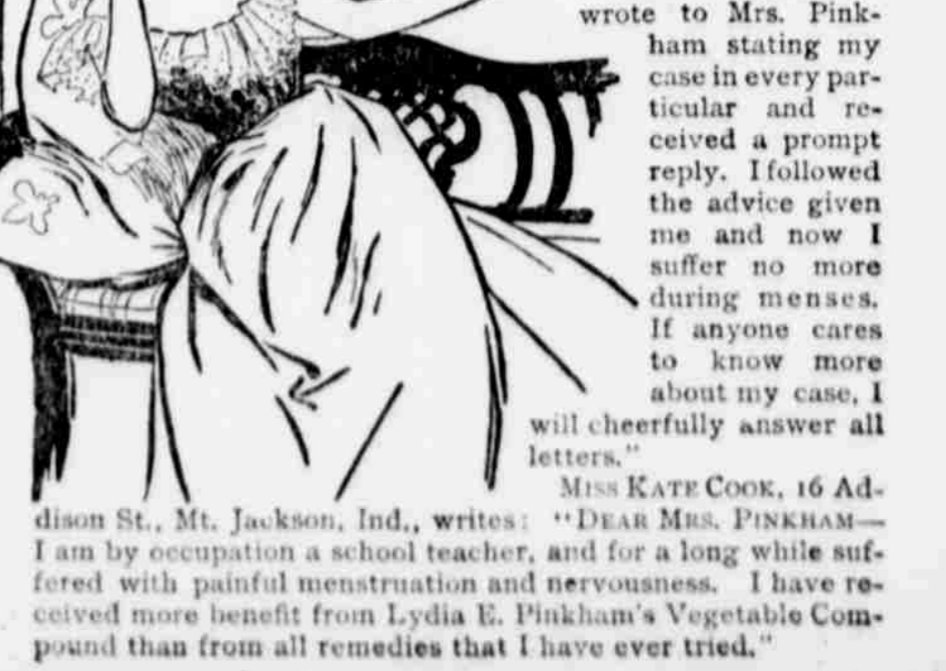 wrote to Mrs. Pink-
ham stating my
case in every par-
ticular and re-
ceived a prompt
reply. I followed
the advice given
me and now I
suffer no more
during menses.
If anyone cares
to know more
about my case, I
will cheerfully answer all
letters."
MISS KATE COOK, 16 Ad-
dison St., Mt. Jackson, Ind., writes: "DEAR MRS. PINKHAM—
I am by occupation a school teacher, and for a long while suf-
fered with painful menstruation and nervousness. I have re-
ceived more benefit from Lydia E. Pinkham's Vegetable Com-
pound than from all remedies that I have ever tried."